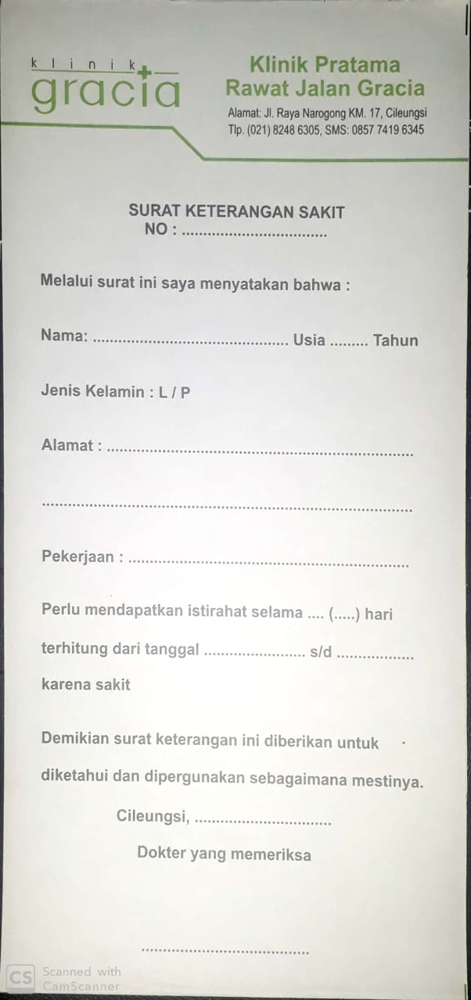 klinik
gracia
Klinik Pratama
Rawat Jalan Gracia
Alamat: Jl. Raya Narogong KM. 17, Cileungsi
Tlp. (021) 8248 6305, SMS: 0857 7419 6345
SURAT KETERANGAN SAKIT
NO : ..................................
Melalui surat ini saya menyatakan bahwa :
Nama: ............................................. Usia ......... Tahun
Jenis Kelamin : L / P
Alamat : .......................................................................
......................................................................................
Pekerjaan : .................................................................
Perlu mendapatkan istirahat selama .... (.....) hari
terhitung dari tanggal ........................ s/d ..................
karena sakit
Demikian surat keterangan ini diberikan untuk
diketahui dan dipergunakan sebagaimana mestinya.
Cileungsi, ................................
Dokter yang memeriksa
.......................................
CS Scanned with
CamScanner